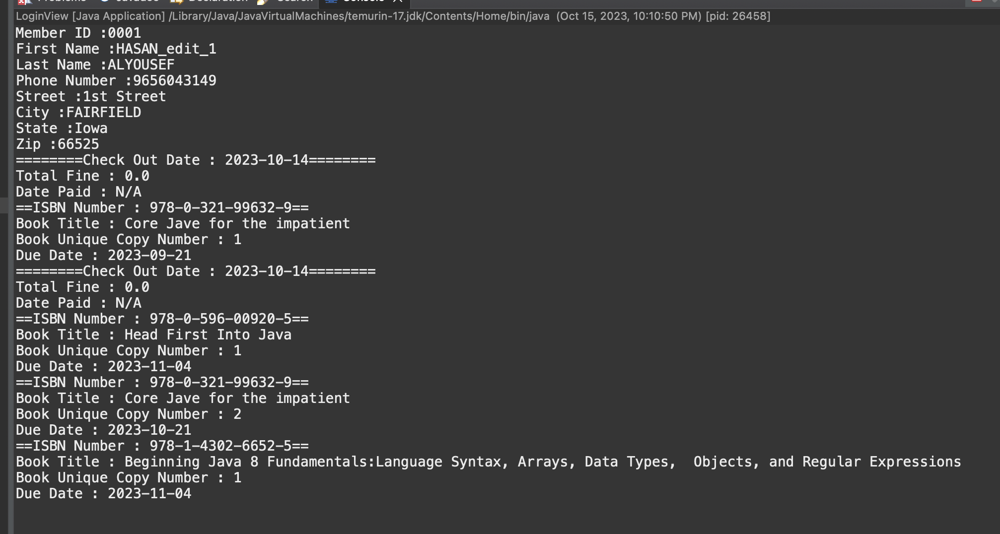 Problems Javadoc Declaration Search Console
LoginView [Java Application] /Library/Java/JavaVirtualMachines/temurin-17.jdk/Contents/Home/bin/java (Oct 15, 2023, 10:10:50 PM) [pid: 26458]
Member ID :0001
First Name :HASAN_edit_1
Last Name :ALYOUSEF
Phone Number :9656043149
Street :1st Street
City :FAIRFIELD
State :Iowa
Zip :66525
========Check Out Date : 2023-10-14========
Total Fine : 0.0
Date Paid : N/A
==ISBN Number : 978-0-321-99632-9==
Book Title : Core Jave for the impatient
Book Unique Copy Number : 1
Due Date : 2023-09-21
========Check Out Date : 2023-10-14========
Total Fine : 0.0
Date Paid : N/A
==ISBN Number : 978-0-596-00920-5==
Book Title : Head First Into Java
Book Unique Copy Number : 1
Due Date : 2023-11-04
==ISBN Number : 978-0-321-99632-9==
Book Title : Core Jave for the impatient
Book Unique Copy Number : 2
Due Date : 2023-10-21
==ISBN Number : 978-1-4302-6652-5==
Book Title : Beginning Java 8 Fundamentals:Language Syntax, Arrays, Data Types,  Objects, and Regular Expressions
Book Unique Copy Number : 1
Due Date : 2023-11-04